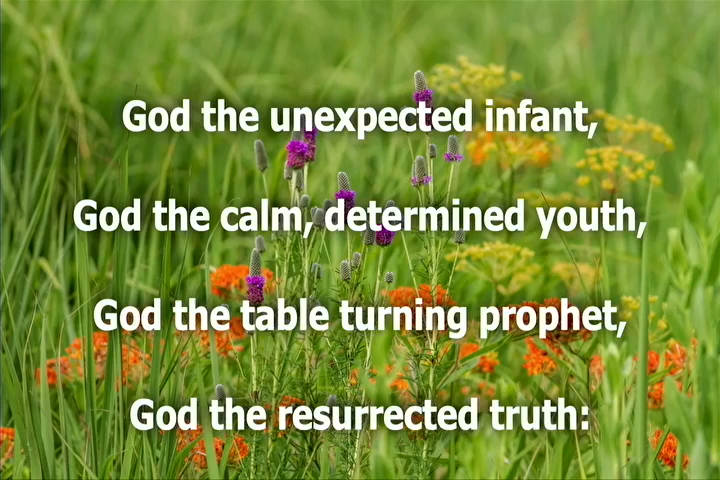 God the unexpected infant,
God the calm, determined youth,
God the table turning prophet,
God the resurrected truth: